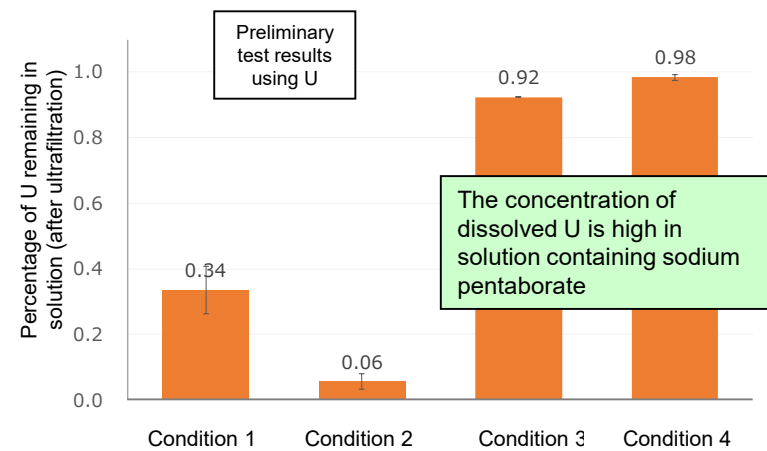 Preliminary
test results
using U
Percentage of U remaining in
solution (after ultrafiltration)
1.0
0.8
0.6
0.4
0.2
0.0
0.34
0.06
0.92
0.98
The concentration of
dissolved U is high in
solution containing sodium
pentaborate
Condition 1
Condition 2
Condition 3
Condition 4